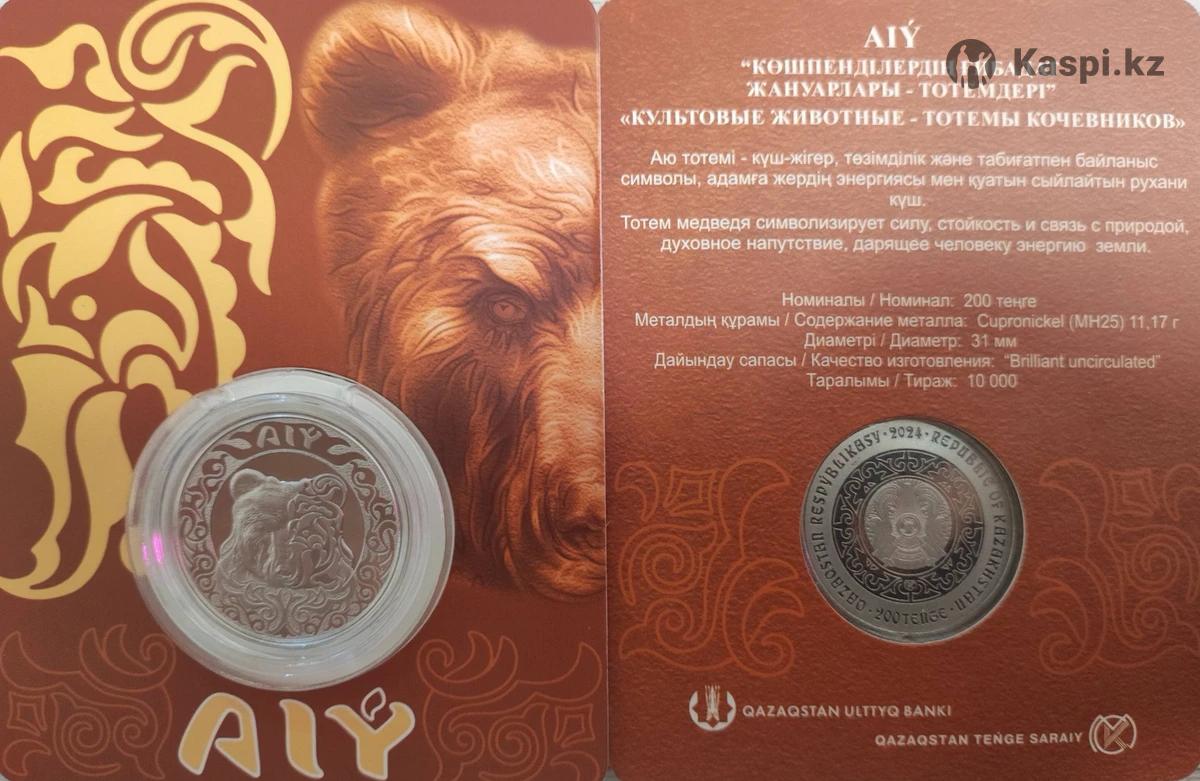 AIÝ
AIÝ
AIÝ
Kaspi.kz
“КӨШПЕНДІЛЕРДІҢ
ЖАНУАРЛАРЫ - ТОТЕМДЕРІ”
«КУЛЬТОВЫЕ ЖИВОТНЫЕ - ТОТЕМЫ КОЧЕВНИКОВ»
Аю тотемі - күш-жігер, төзімділік және табиғатпен байланыс
символы, адамға жердің энергиясы мен қуатын сыйлайтын рухани
күш.
Тотем медведя символизирует силу, стойкость и связь с природой,
духовное напутствие, дарящее человеку энергию земли.
Номиналы / Номинал: 200 теңге
Металдың құрамы / Содержание металла: Cupronickel (МН25) 11,17 г
Диаметрі / Диаметр: 31 мм
Дайындау сапасы / Качество изготовления: “Brilliant uncirculated”
Таралымы / Тираж: 10 000
QAZAQSTAN RESPÝBLIKASY · 2024 · REPUBLIC OF KAZAKHSTAN
· 200 TEŃGE ·
QAZAQSTAN ULTTYQ BANKI
QAZAQSTAN TEŃGE SARAIY